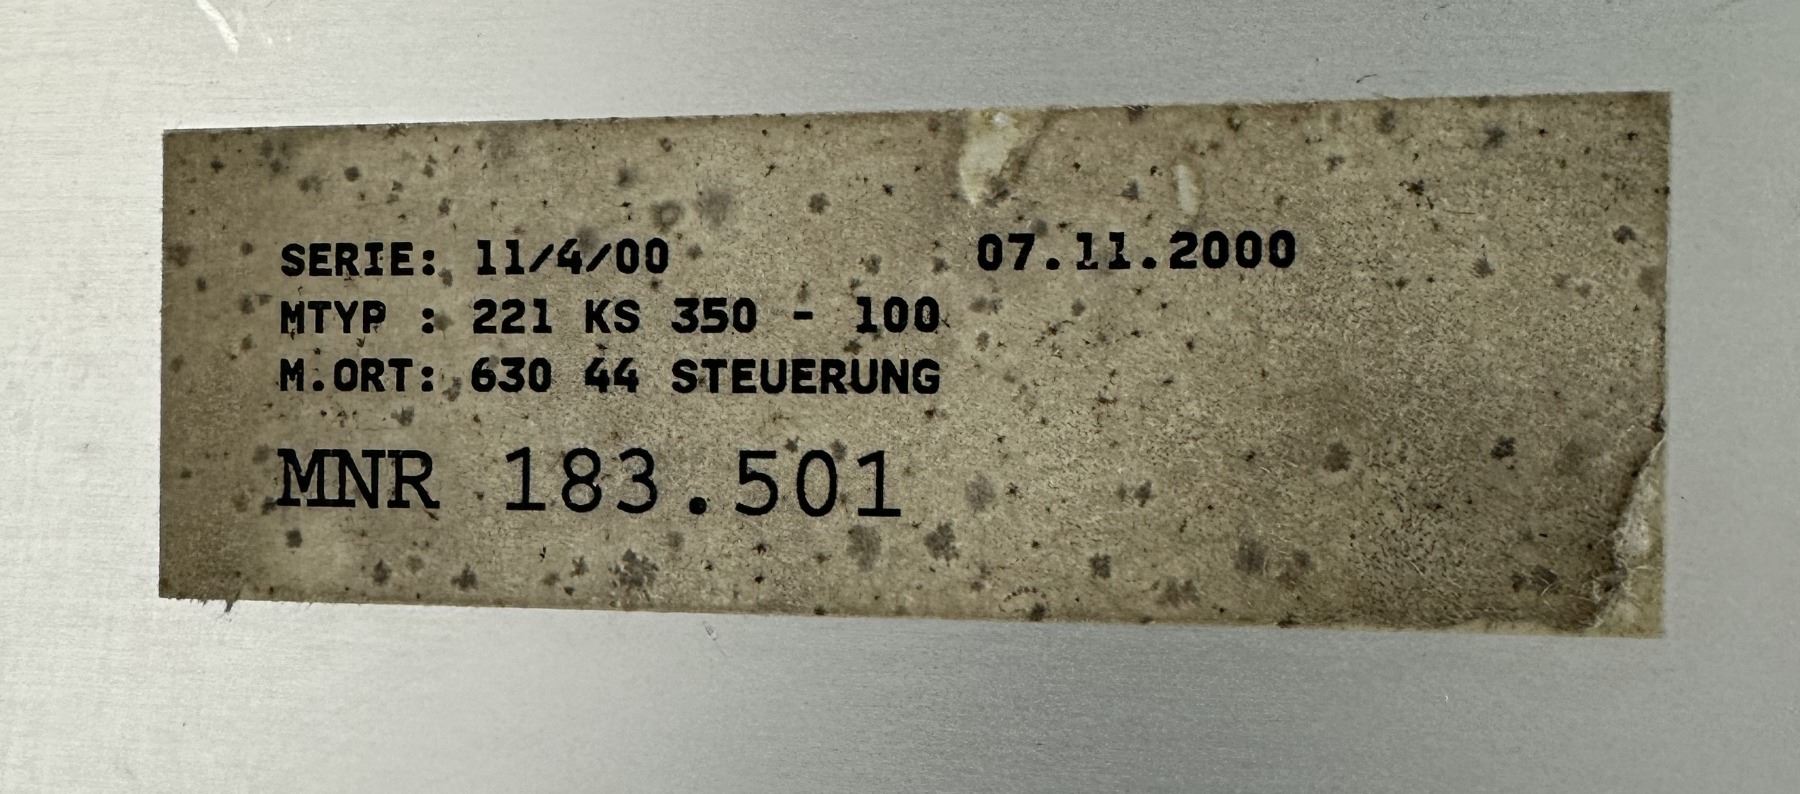 SERIE: 11/4/00 07.11.2000
MTYP : 221 KS 350 - 100
M.ORT: 630 44 STEUERUNG
MNR 183.501